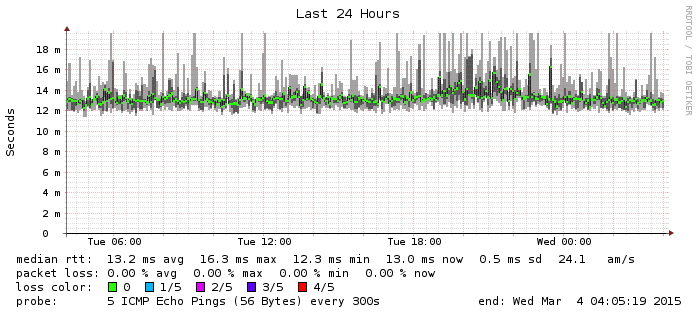 Last 24 Hours
RRDTOOL / TOBI OETIKER
Seconds
18 m
16 m
14 m
12 m
10 m
8 m
6 m
4 m
2 m
0
Tue 06:00 Tue 12:00 Tue 18:00 Wed 00:00
median rtt: 13.2 ms avg 16.3 ms max 12.3 ms min 13.0 ms now 0.5 ms sd 24.1 am/s
packet loss: 0.00 % avg 0.00 % max 0.00 % min 0.00 % now
loss color: 0 1/5 2/5 3/5 4/5
probe: 5 ICMP Echo Pings (56 Bytes) every 300s end: Wed Mar 4 04:05:19 2015